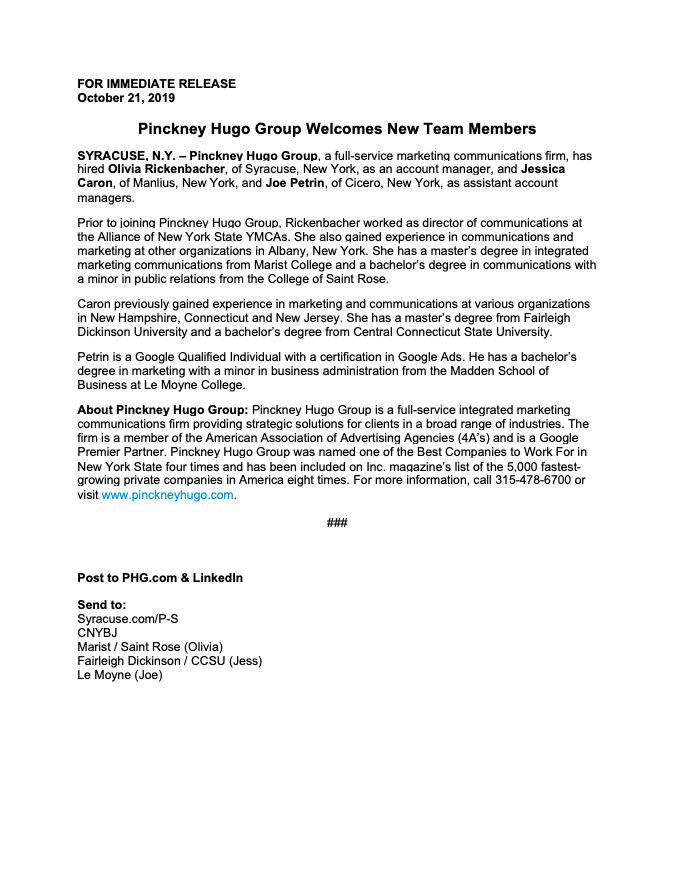 FOR IMMEDIATE RELEASE
October 21, 2019
Pinckney Hugo Group Welcomes New Team Members
SYRACUSE, N.Y. – Pinckney Hugo Group, a full-service marketing communications firm, has
hired Olivia Rickenbacher, of Syracuse, New York, as an account manager, and Jessica
Caron, of Manlius, New York, and Joe Petrin, of Cicero, New York, as assistant account
managers.
Prior to joining Pinckney Hugo Group, Rickenbacher worked as director of communications at
the Alliance of New York State YMCAs. She also gained experience in communications and
marketing at other organizations in Albany, New York. She has a master's degree in integrated
marketing communications from Marist College and a bachelor's degree in communications with
a minor in public relations from the College of Saint Rose.
Caron previously gained experience in marketing and communications at various organizations
in New Hampshire, Connecticut and New Jersey. She has a master's degree from Fairleigh
Dickinson University and a bachelor's degree from Central Connecticut State University.
Petrin is a Google Qualified Individual with a certification in Google Ads. He has a bachelor's
degree in marketing with a minor in business administration from the Madden School of
Business at Le Moyne College.
About Pinckney Hugo Group: Pinckney Hugo Group is a full-service integrated marketing
communications firm providing strategic solutions for clients in a broad range of industries. The
firm is a member of the American Association of Advertising Agencies (4A's) and is a Google
Premier Partner. Pinckney Hugo Group was named one of the Best Companies to Work For in
New York State four times and has been included on Inc. magazine's list of the 5,000 fastest-
growing private companies in America eight times. For more information, call 315-478-6700 or
visit www.pinckneyhugo.com.
###
Post to PHG.com & LinkedIn
Send to:
Syracuse.com/P-S
CNYBJ
Marist / Saint Rose (Olivia)
Fairleigh Dickinson / CCSU (Jess)
Le Moyne (Joe)